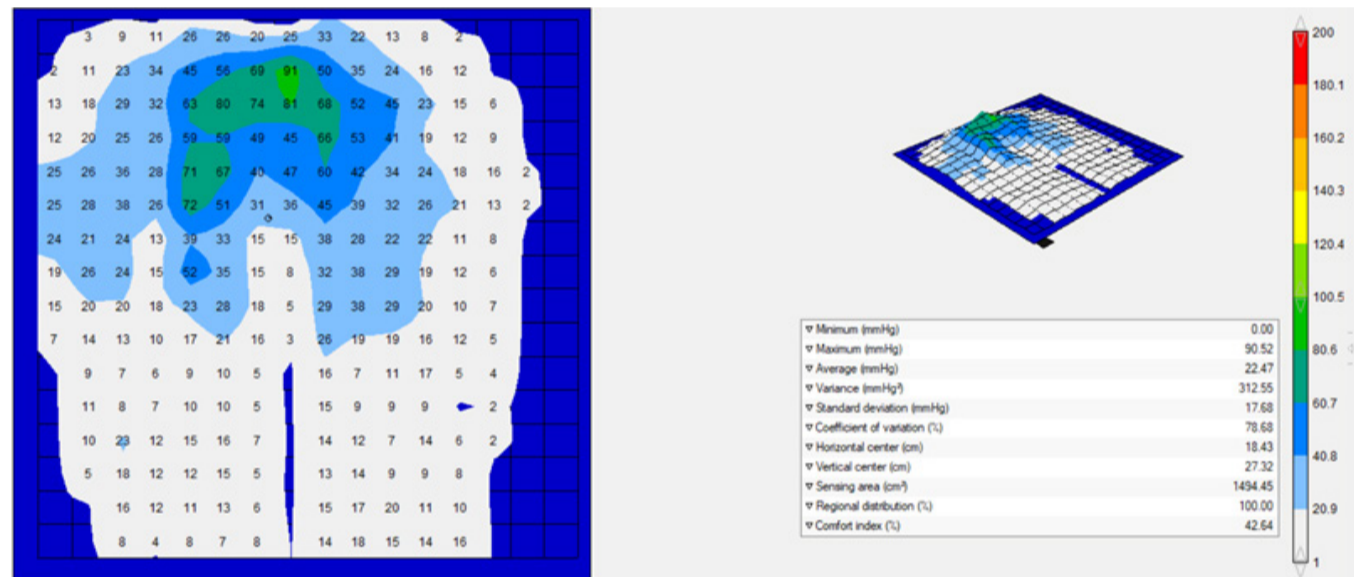 3 9 11 26 26 20 25 33 22 13 8 2
2 11 23 34 45 56 69 91 50 35 24 16 12
13 18 29 32 63 80 74 81 68 52 45 23 15 6
12 20 25 26 59 59 49 45 66 53 41 19 12 9
25 26 36 28 71 67 40 47 60 42 34 24 18 16 2
25 28 38 26 72 51 31 36 45 39 32 26 21 13 2
24 21 24 13 39 33 15 15 38 28 22 22 11 8
19 26 24 15 52 35 15 8 32 38 29 19 12 6
15 20 20 18 23 28 18 5 29 38 29 20 10 7
7 14 13 10 17 21 16 3 26 19 19 16 12 5
9 7 6 9 10 5 16 7 11 17 5 4
11 8 7 10 10 5 15 9 9 9 2
10 23 12 15 16 7 14 12 7 14 6 2
5 18 12 12 15 5 13 14 9 9 8
16 12 11 13 6 15 17 20 11 10
8 4 8 7 8 14 18 15 14 16
200
180.1
160.2
140.3
120.4
100.5
80.6
60.7
40.8
20.9
1
Minimum (mmHg) 0.00
Maximum (mmHg) 90.52
Average (mmHg) 22.47
Variance (mmHg²) 312.55
Standard deviation (mmHg) 17.68
Coefficient of variation (%) 78.68
Horizontal center (cm) 18.43
Vertical center (cm) 27.32
Sensing area (cm²) 1494.45
Regional distribution (%) 100.00
Comfort index (%) 42.64